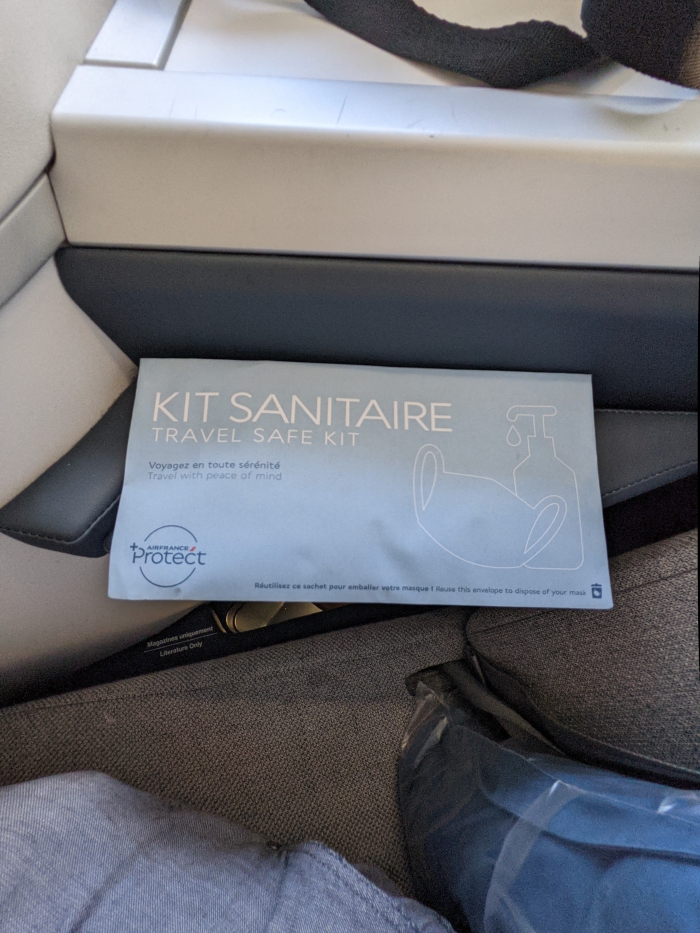 KIT SANITAIRE
TRAVEL SAFE KIT
Voyagez en toute sérénité
Travel with peace of mind
AIRFRANCE
Protect
Réutilisez ce sachet pour emballer votre masque I Reuse this envelope to dispose of your mask
Magazines uniquement
Literature Only